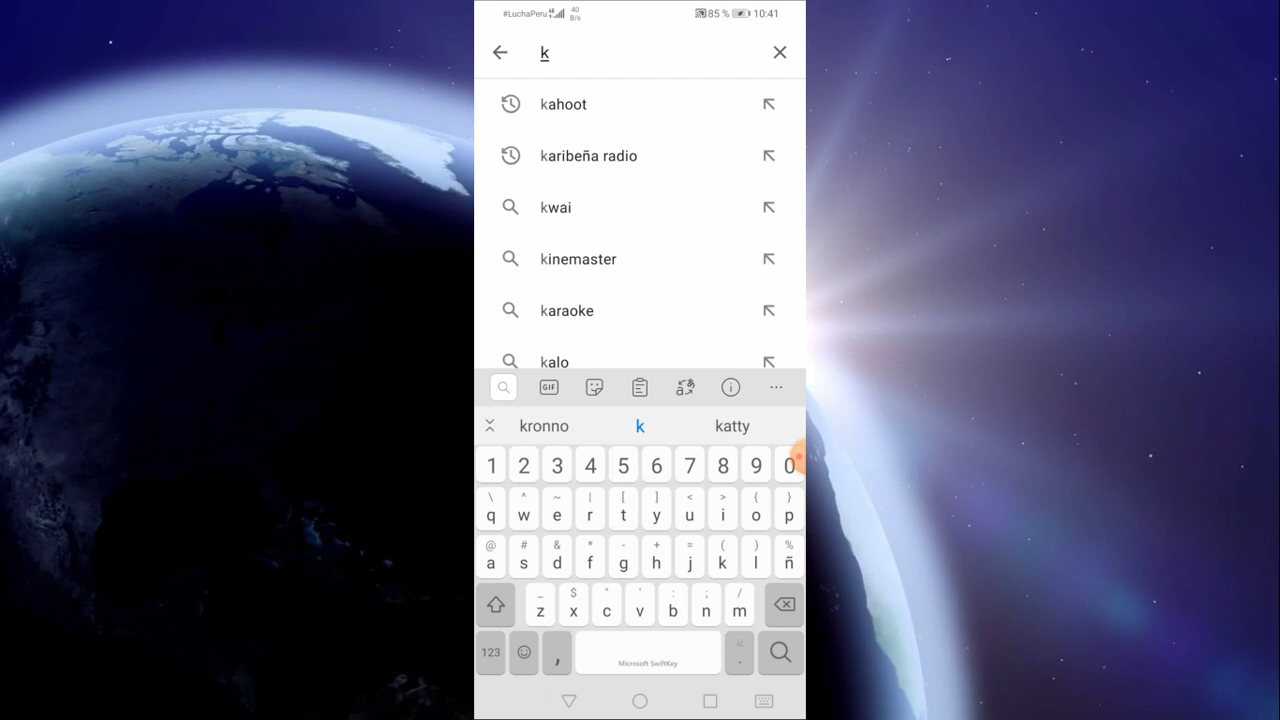 #LuchaPeru 40 B/s 85 % 10:41
k
kahoot
karibeña radio
kwai
kinemaster
karaoke
kalo
GIF
kronno k katty
1 2 3 4 5 6 7 8 9 0
\ ^ ~ | [ ] < > { }
q w e r t y u i o p
@ # & * - + = ( ) %
a s d f g h j k l ñ
_ $ " ' : ; /
z x c v b n m
123 , Microsoft SwiftKey .